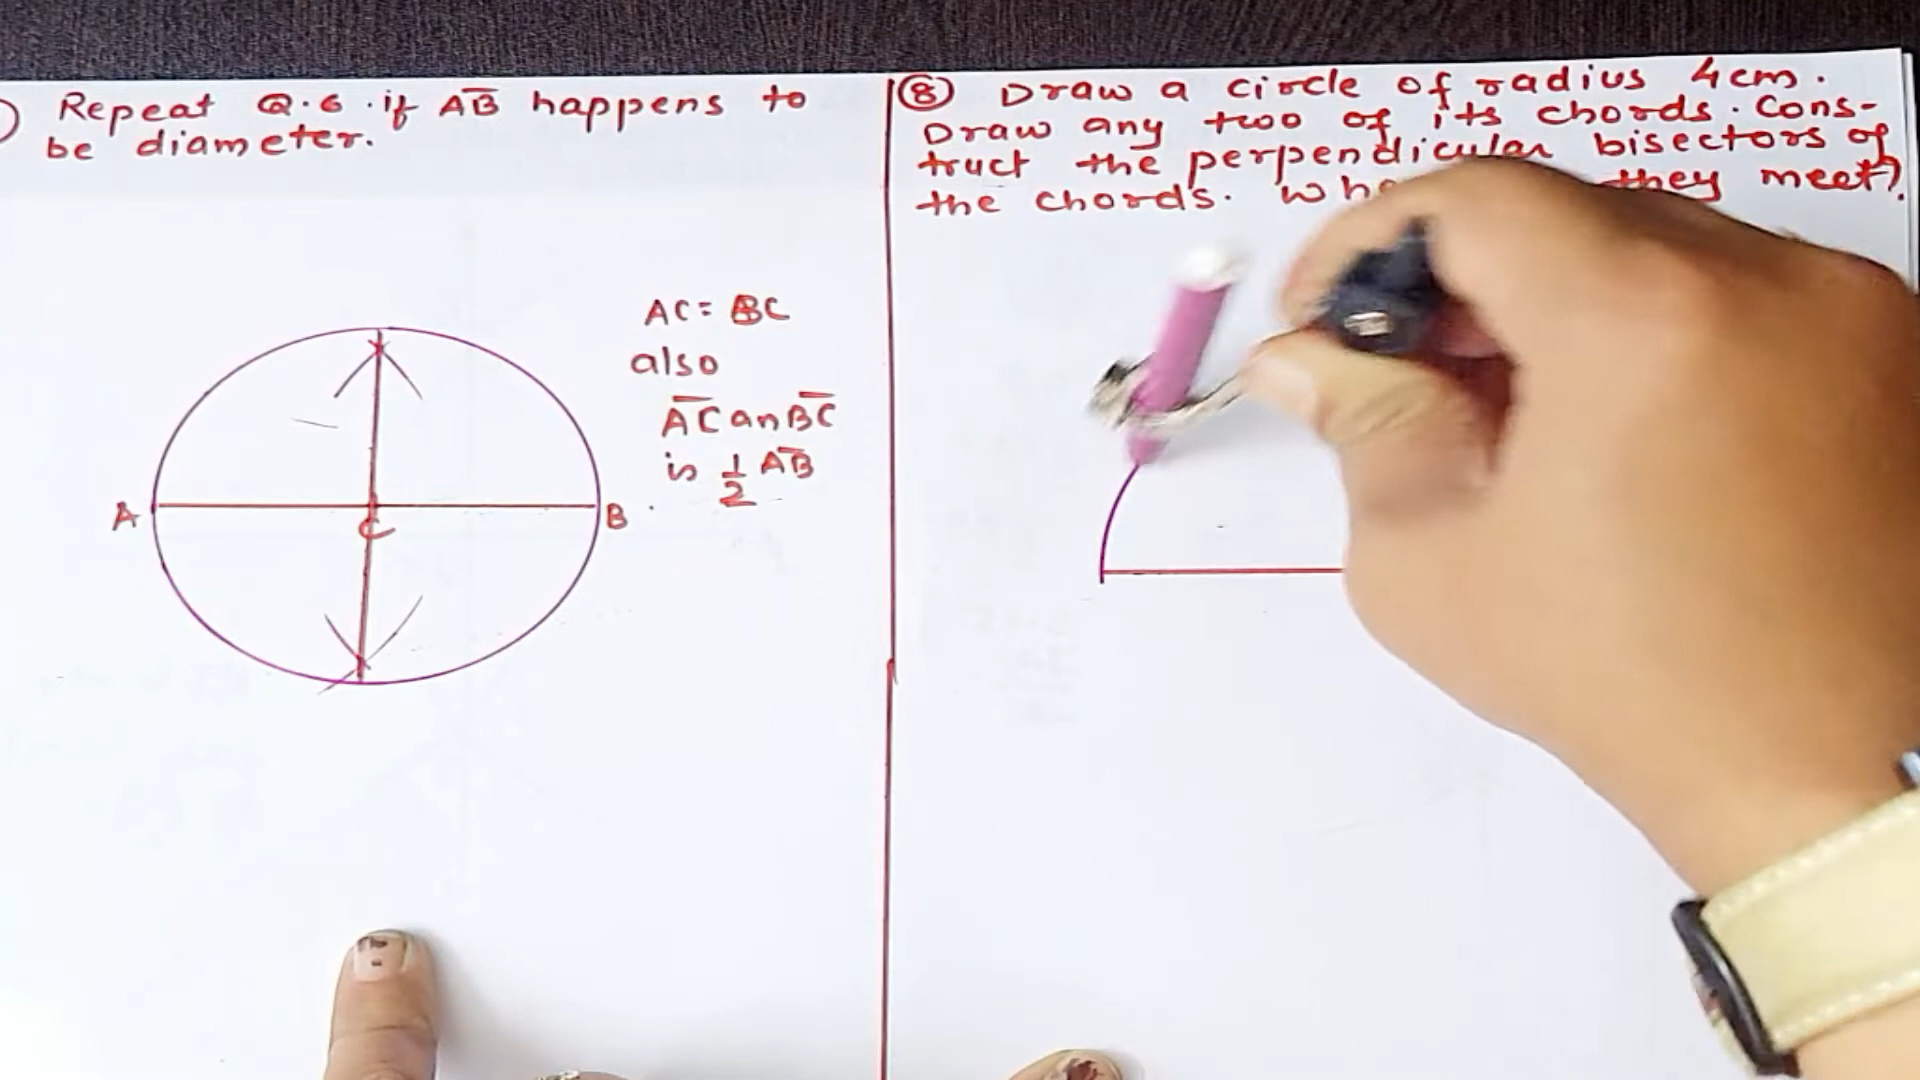 Repeat Q.6 .if AB happens to
be diameter.
AC = BC
also
AC an BC
is 1/2 AB
A
C
B
8 Draw a circle of radius 4cm.
Draw any two of its chords. Cons-
truct the perpendicular bisectors of
the chords. they meet?.